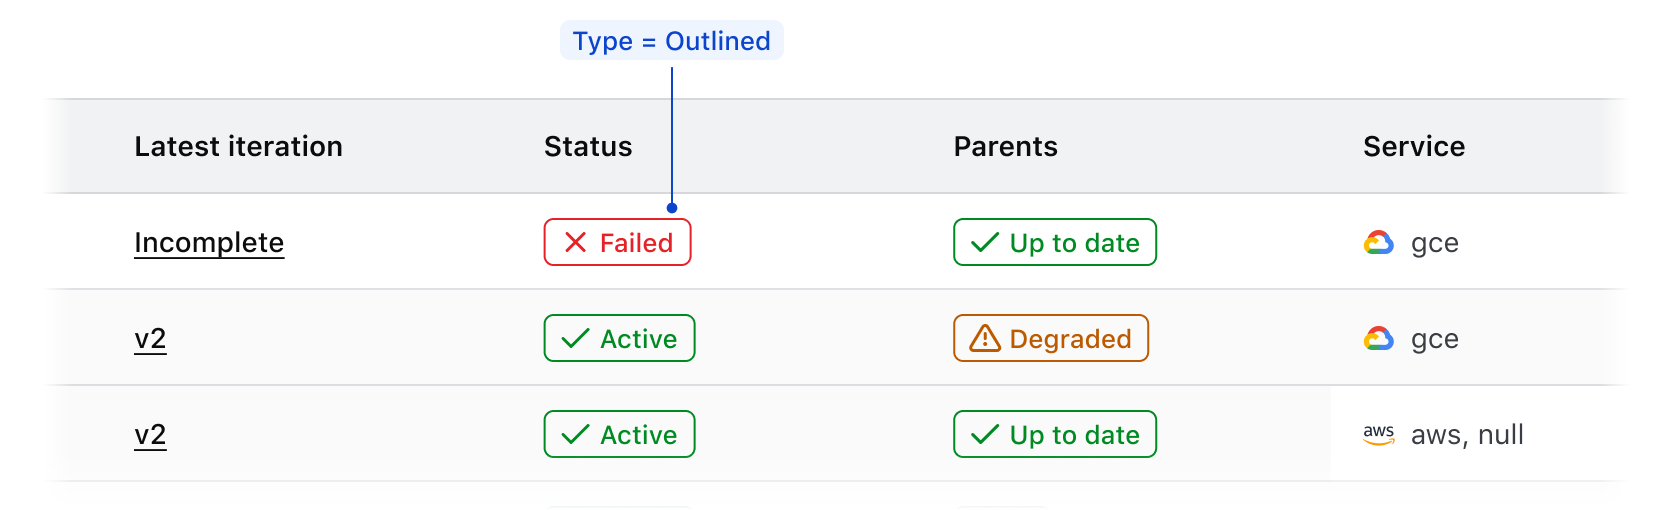 Type = Outlined
Latest iteration Status Parents Service
Incomplete Failed Up to date gce
v2 Active Degraded gce
v2 Active Up to date aws aws, null